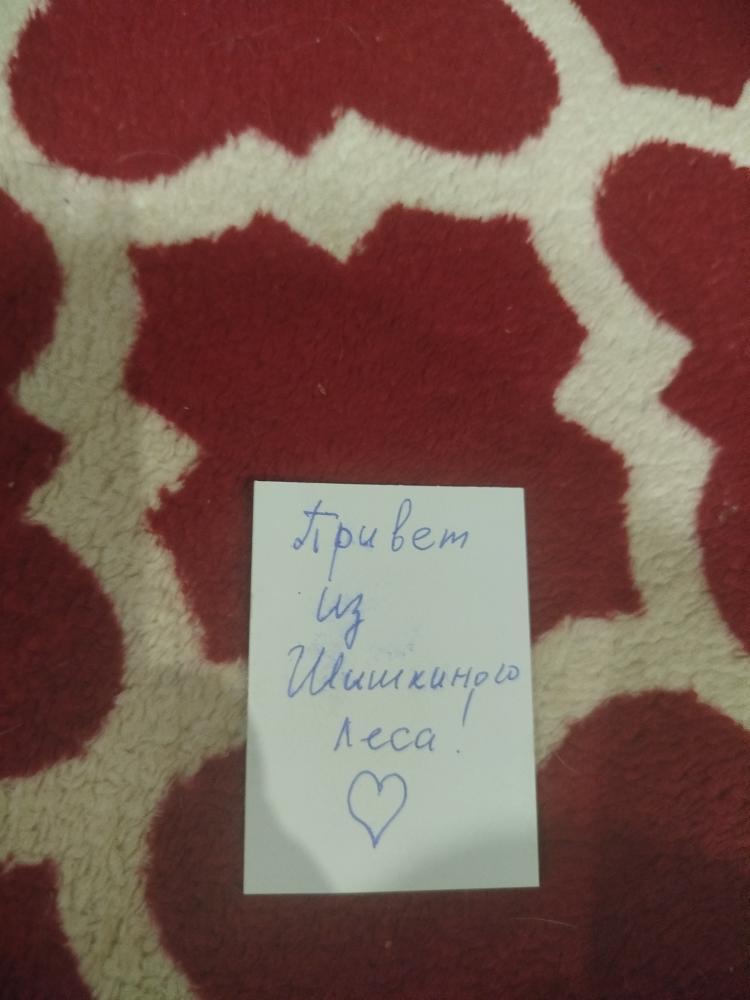 Привет
из
Шишкиного
леса!